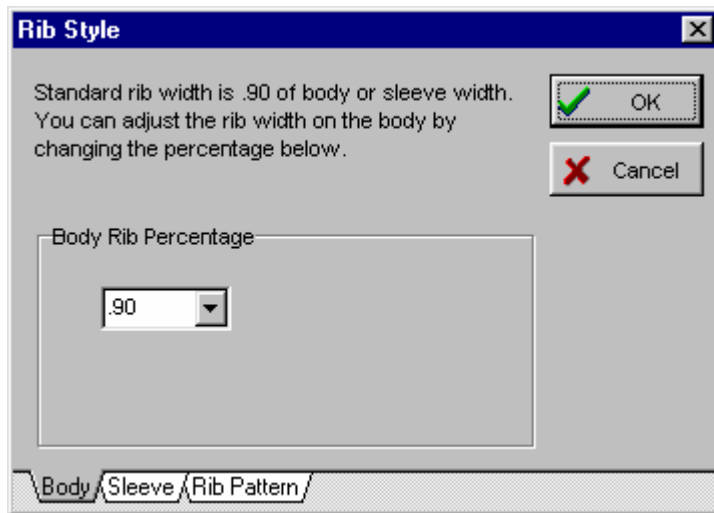 Rib Style
Standard rib width is .90 of body or sleeve width.
You can adjust the rib width on the body by
changing the percentage below.
OK
Cancel
Body Rib Percentage
.90
Body
Sleeve
Rib Pattern